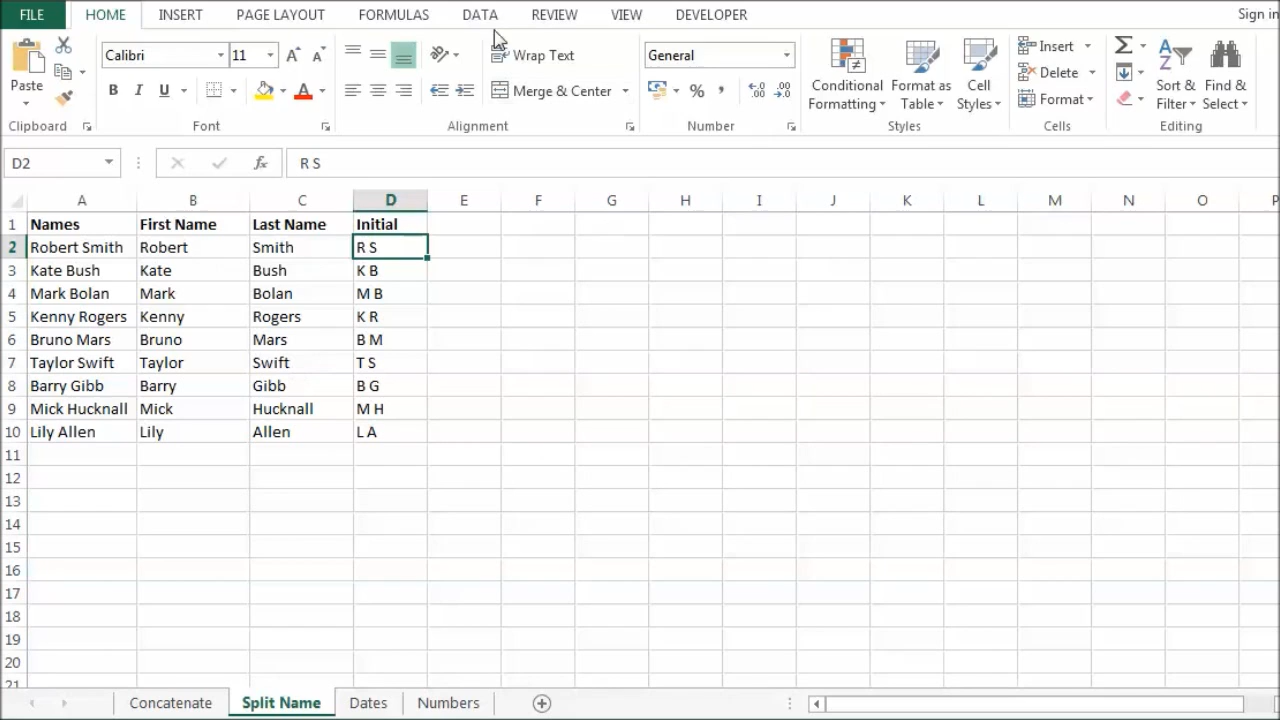 FILE HOME INSERT PAGE LAYOUT FORMULAS DATA REVIEW VIEW DEVELOPER Sign in
Calibri 11 Wrap Text General Insert
Paste Merge & Center % , Conditional Formatting Format as Table Cell Styles Delete Sort & Filter Find & Select
B I U A Format
Clipboard Font Alignment Number Styles Cells Editing
D2 fx R S
A B C D E F G H I J K L M N O P
1 Names First Name Last Name Initial
2 Robert Smith Robert Smith R S
3 Kate Bush Kate Bush K B
4 Mark Bolan Mark Bolan M B
5 Kenny Rogers Kenny Rogers K R
6 Bruno Mars Bruno Mars B M
7 Taylor Swift Taylor Swift T S
8 Barry Gibb Barry Gibb B G
9 Mick Hucknall Mick Hucknall M H
10 Lily Allen Lily Allen L A
11
12
13
14
15
16
17
18
19
20
21
Concatenate Split Name Dates Numbers